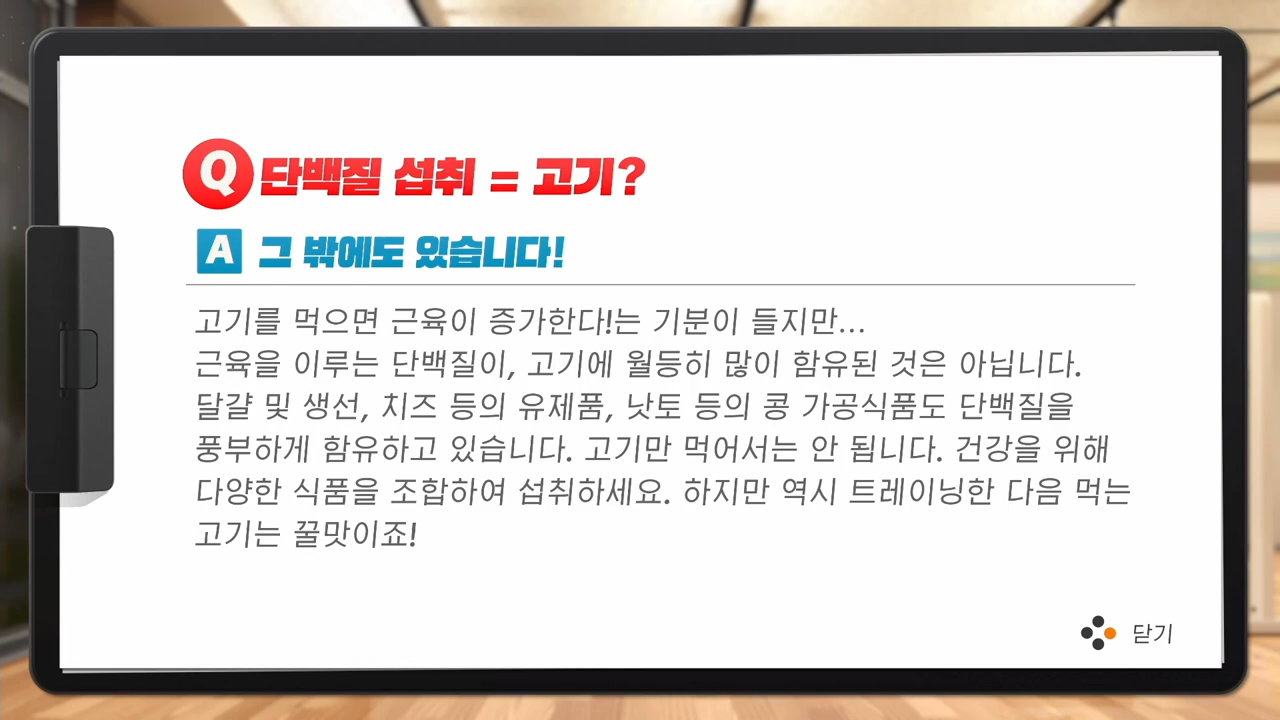 Q 단백질 섭취 = 고기?
A 그 밖에도 있습니다!
고기를 먹으면 근육이 증가한다!는 기분이 들지만…
근육을 이루는 단백질이, 고기에 월등히 많이 함유된 것은 아닙니다.
달걀 및 생선, 치즈 등의 유제품, 낫토 등의 콩 가공식품도 단백질을
풍부하게 함유하고 있습니다. 고기만 먹어서는 안 됩니다. 건강을 위해
다양한 식품을 조합하여 섭취하세요. 하지만 역시 트레이닝한 다음 먹는
고기는 꿀맛이죠!
닫기